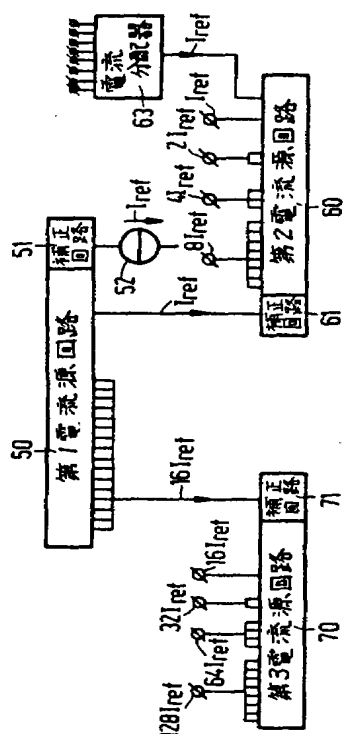 50
第1電流源回路
補正回路
51
Iref
52
Iref
16Iref
電流分配器
63
Iref
8Iref
4Iref
2Iref
Iref
補正回路
61
第2電流源回路
60
128Iref
64Iref
32Iref
16Iref
第3電流源回路
70
補正回路
71